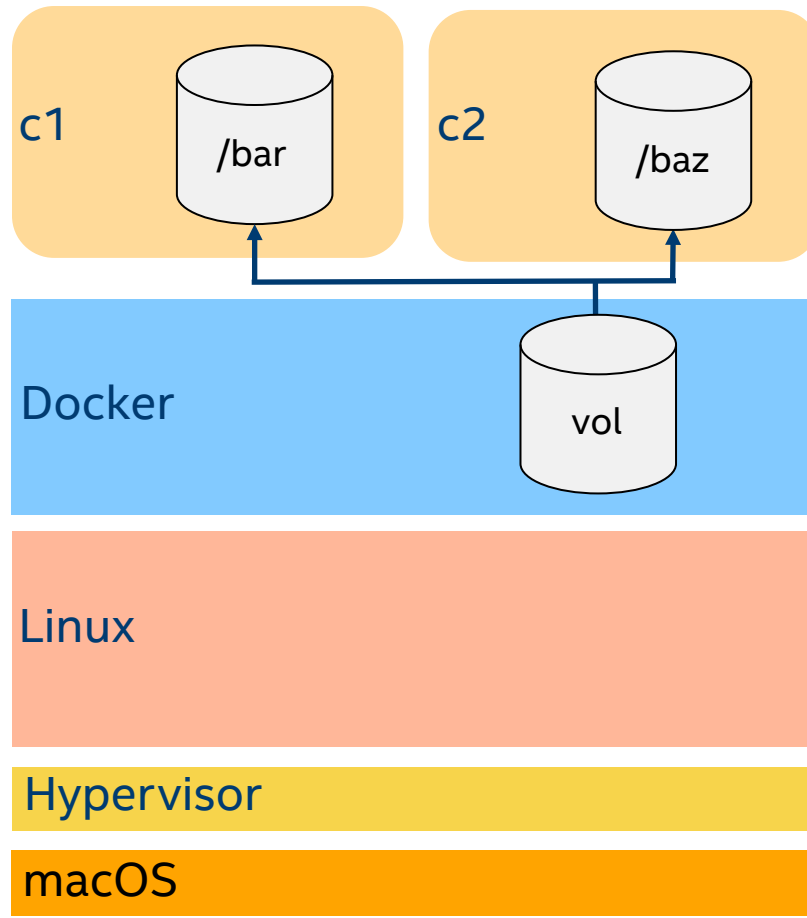 c1
/bar
c2
/baz
Docker
vol
Linux
Hypervisor
macOS